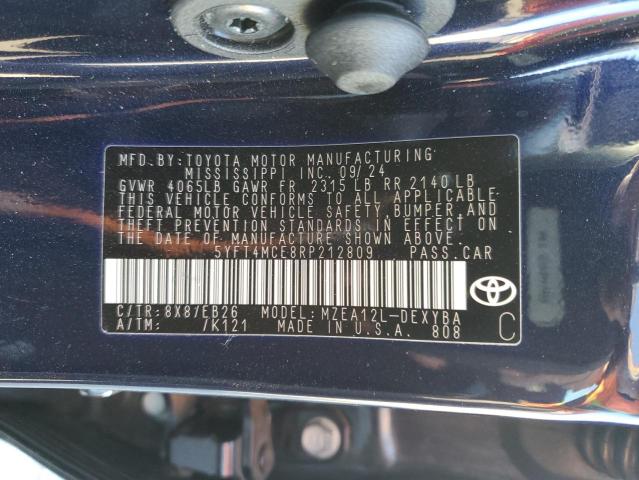 MFD.BY:TOYOTA MOTOR MANUFACTURING
MISSISSIPPI INC. 09/24
GVWR 4065LB GAWR FR 2315 LB RR 2140 LB
THIS VEHICLE CONFORMS TO ALL APPLICABLE
FEDERAL MOTOR VEHICLE SAFETY, BUMPER, AND
THEFT PREVENTION STANDARDS IN EFFECT ON
THE DATE OF MANUFACTURE SHOWN ABOVE.
5YFT4MCE8RP212809 PASS.CAR
C/TR:8X8/EB26 MODEL:MZEA12L-DEXYBA
A/TM: /K121 MADE IN U.S.A. 808
C